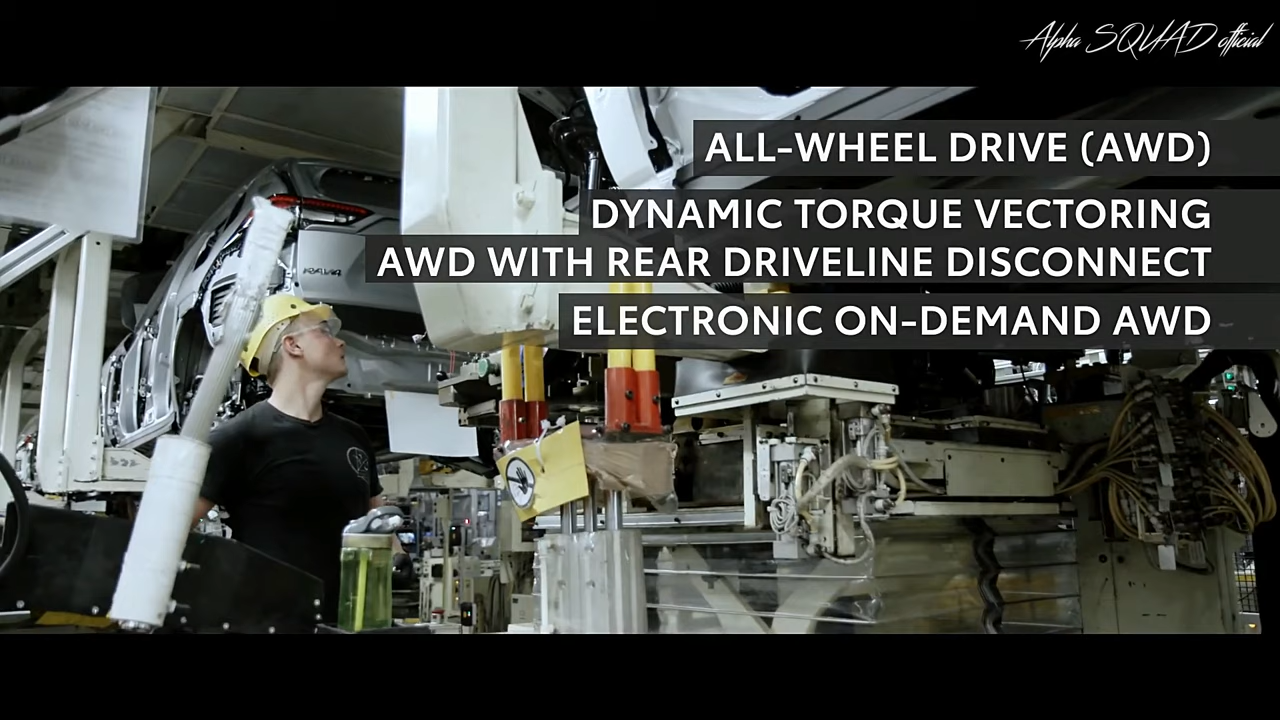 Alpha SQUAD official
ALL-WHEEL DRIVE (AWD)
DYNAMIC TORQUE VECTORING
AWD WITH REAR DRIVELINE DISCONNECT
ELECTRONIC ON-DEMAND AWD
RAV4